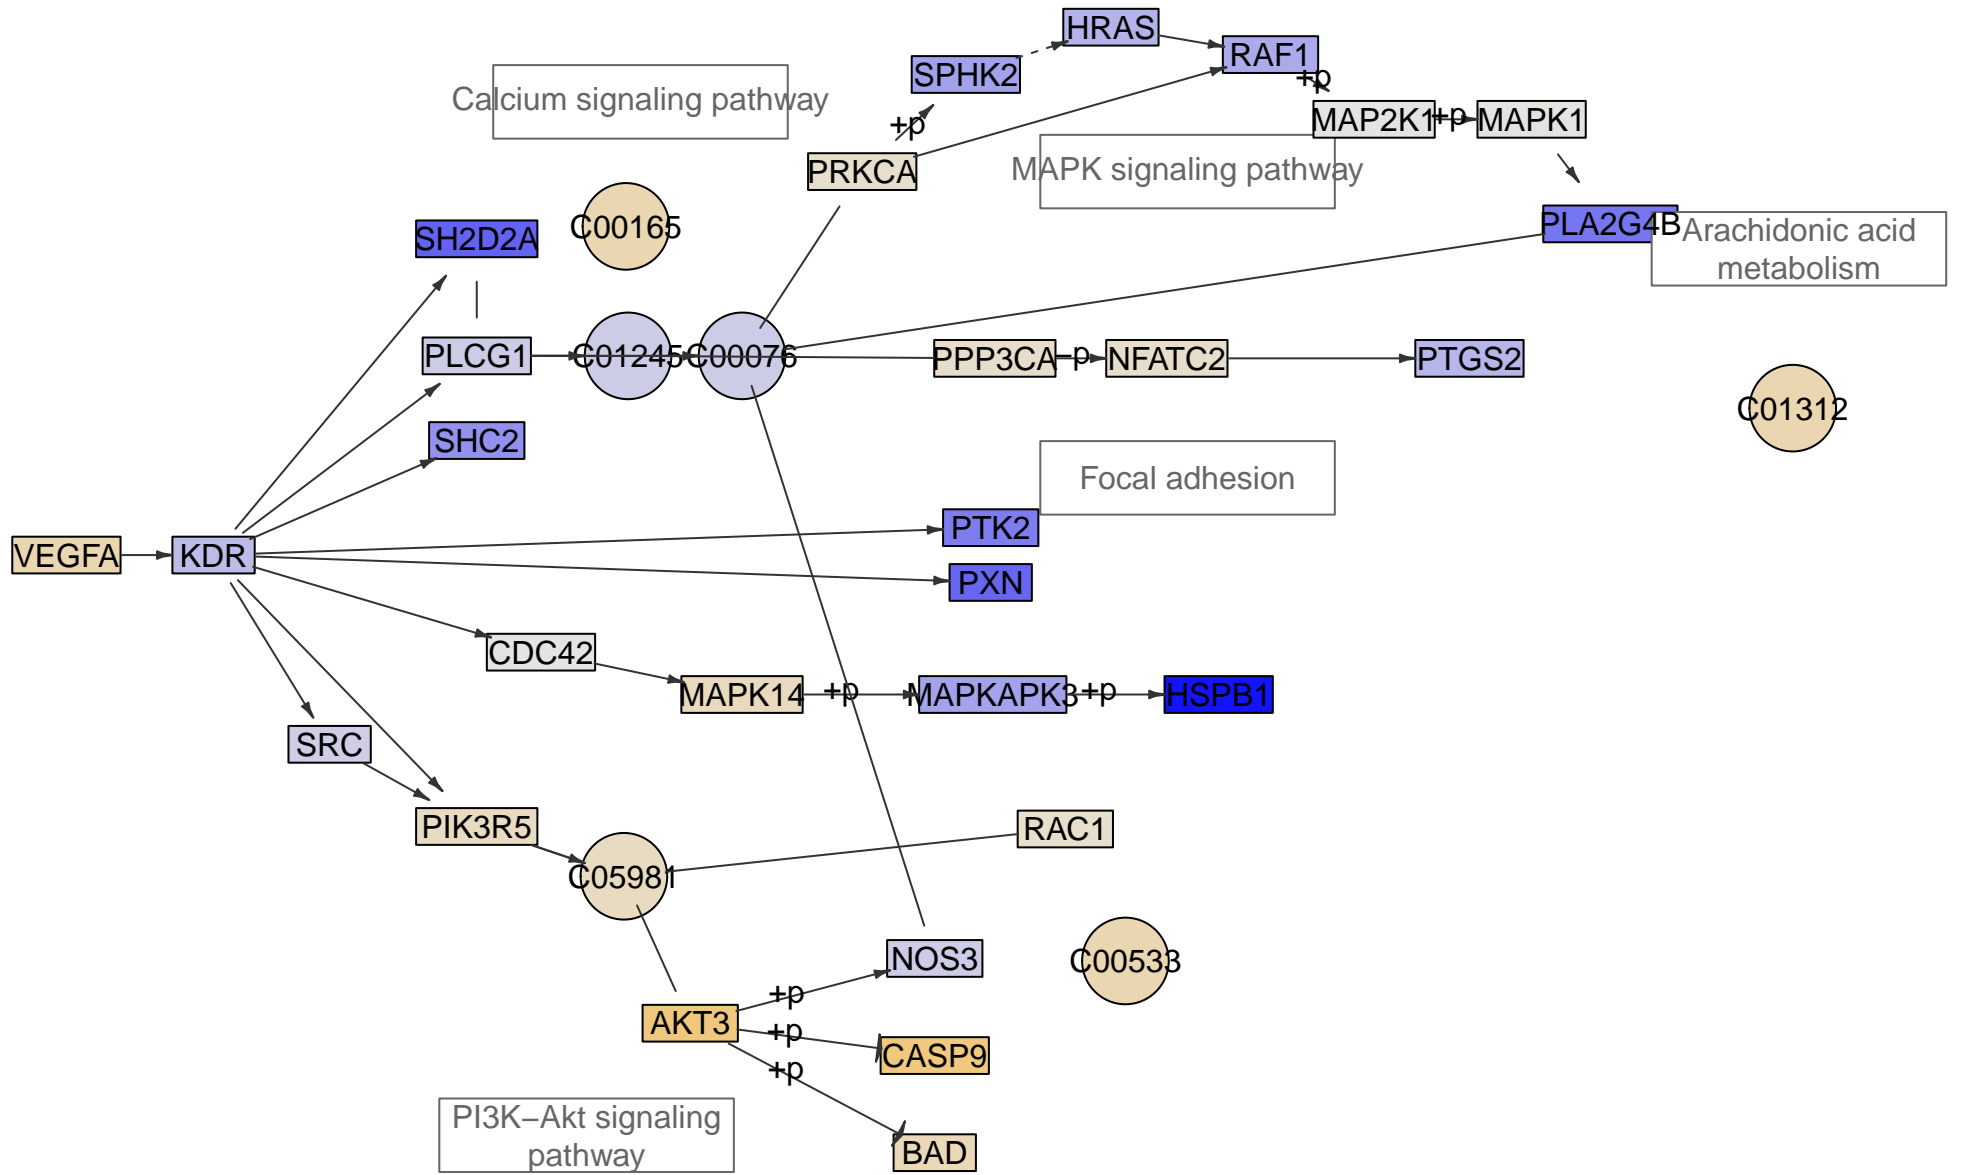 HRAS
RAF1
SPHK2
+p
Calcium signaling pathway
MAP2K1
+p
MAPK1
+p
PRKCA
MAPK signaling pathway
C00165
SH2D2A
PLA2G4B
Arachidonic acid
metabolism
PLCG1
C01245
C00076
PPP3CA
−p
NFATC2
PTGS2
C01312
SHC2
Focal adhesion
PTK2
VEGFA
KDR
PXN
CDC42
MAPK14
+p
MAPKAPK3
+p
HSPB1
SRC
PIK3R5
RAC1
C05981
NOS3
C00533
+p
AKT3
+p
CASP9
+p
PI3K−Akt signaling
pathway
BAD